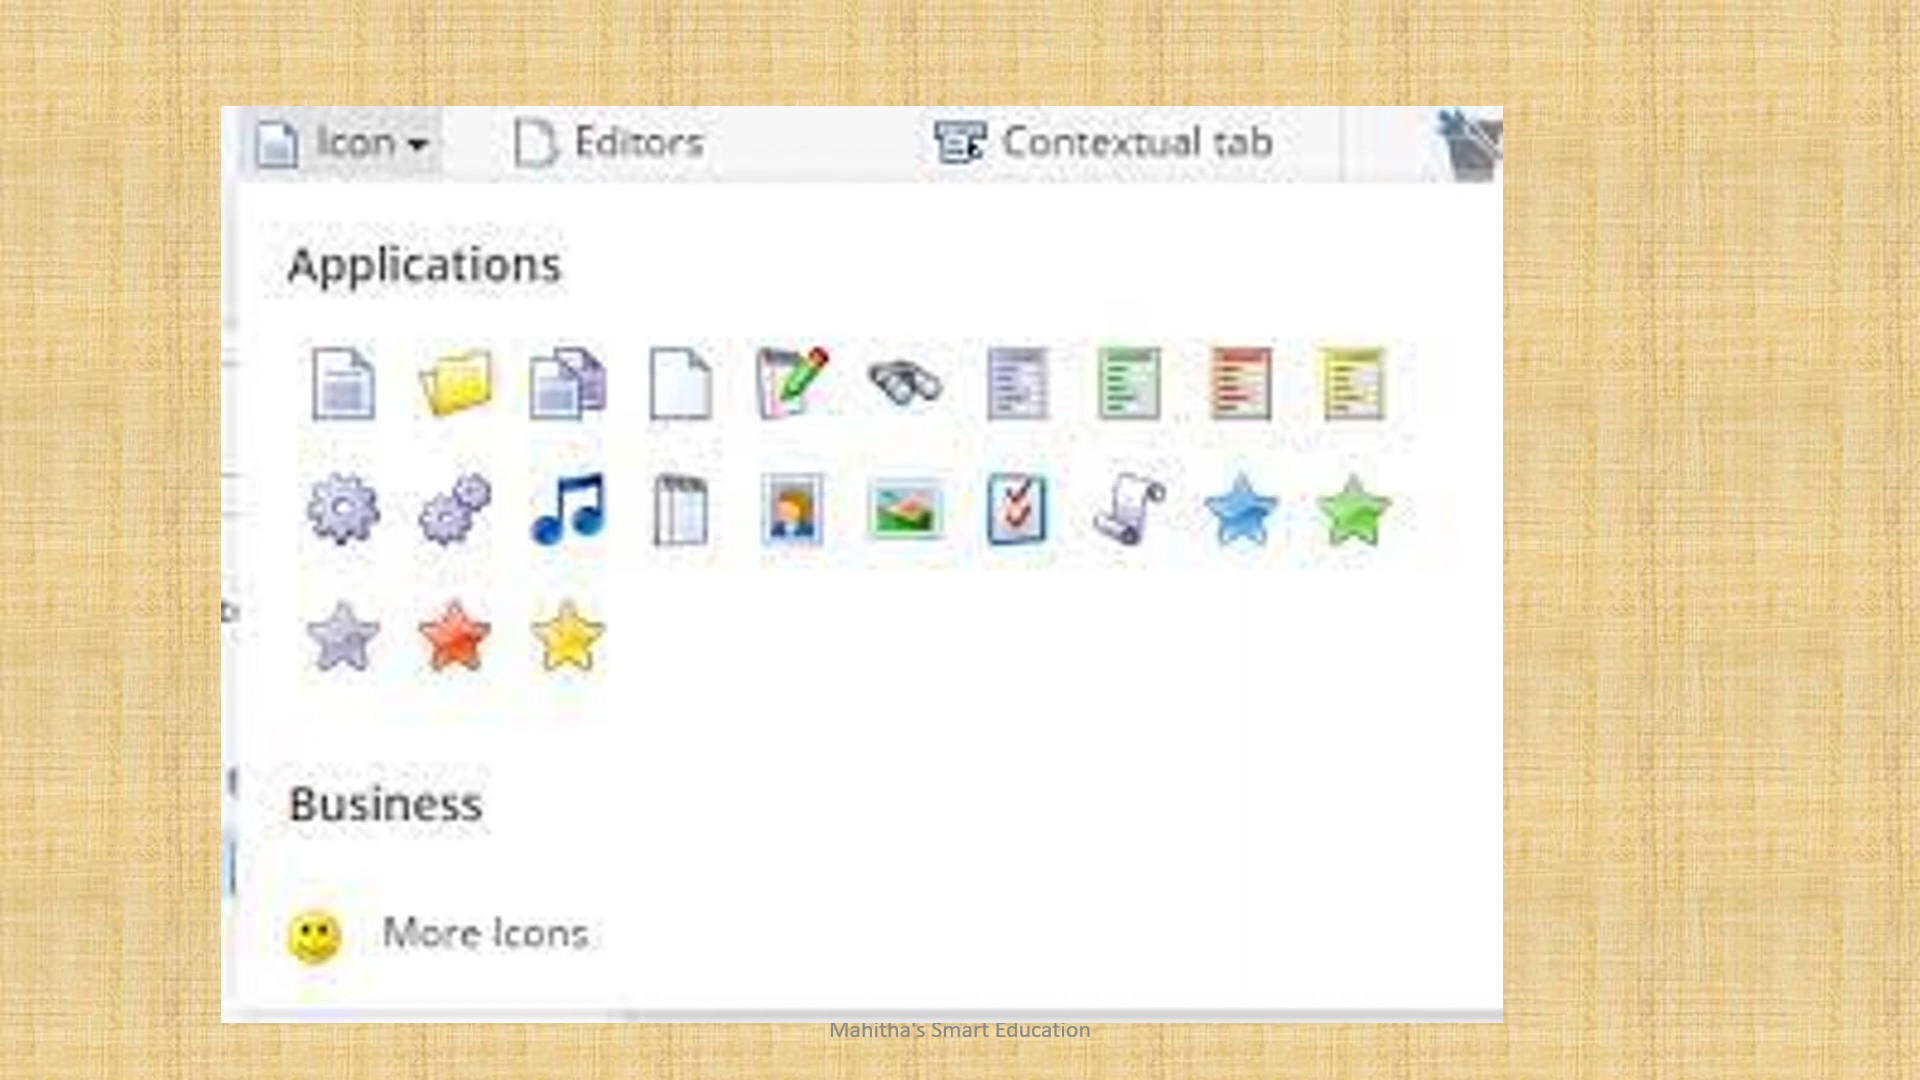 Icon
Editors
Contextual tab
Applications
Business
More Icons
Mahitha's Smart Education